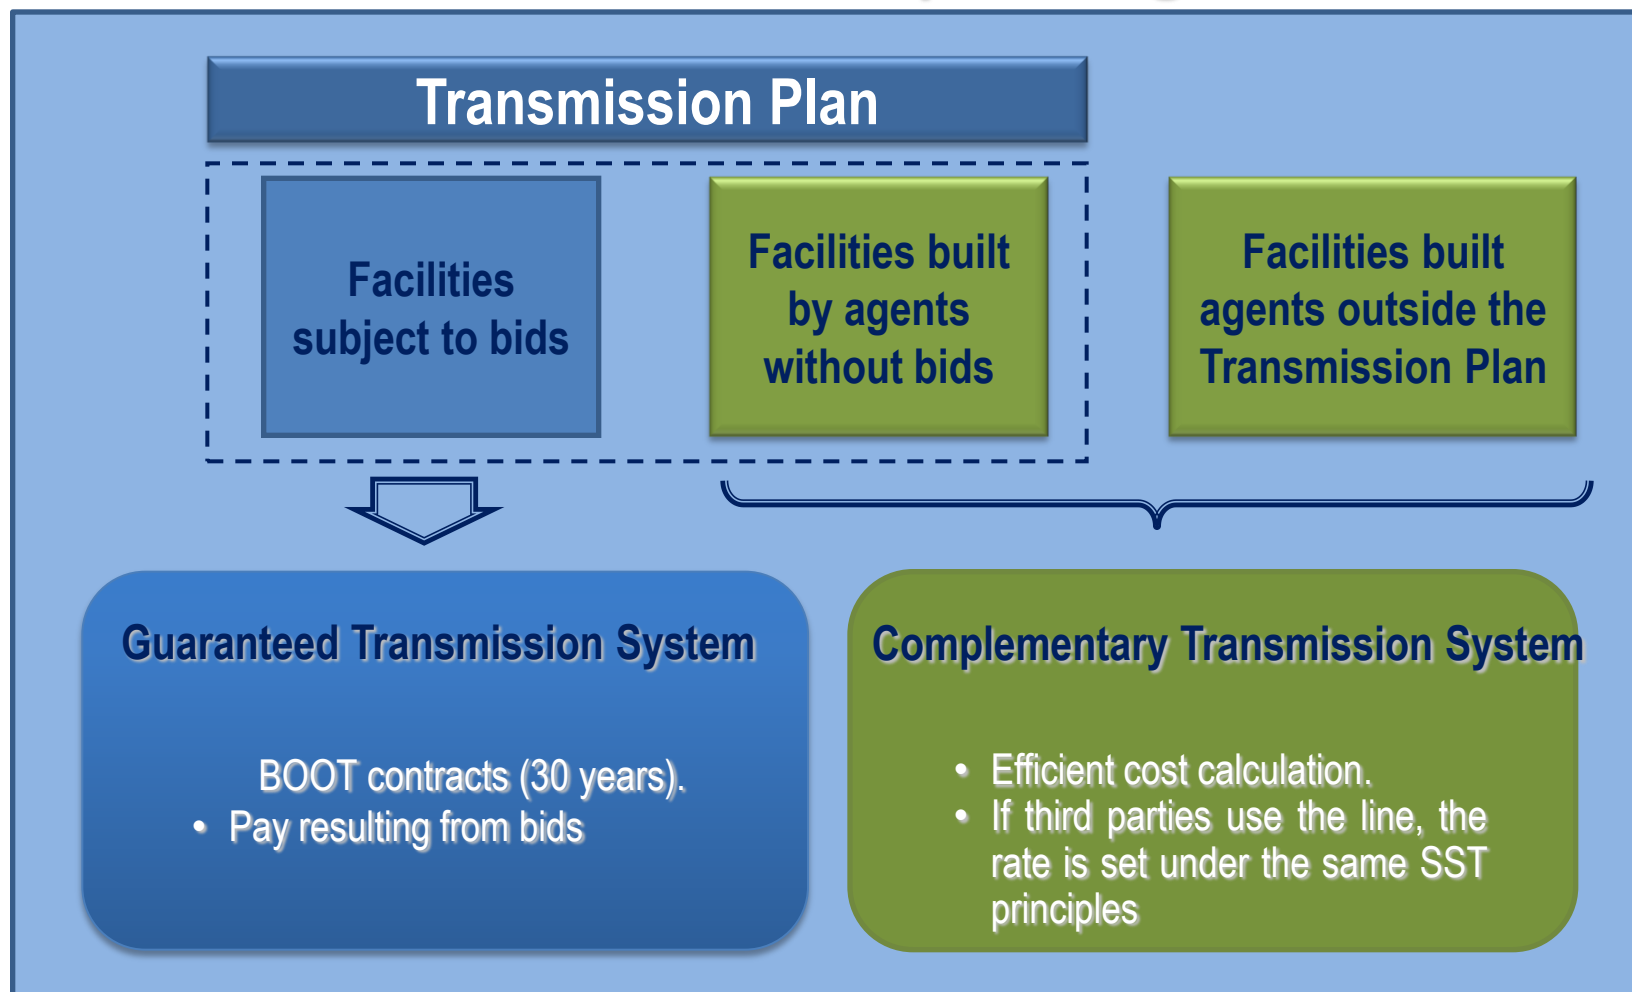 Transmission Plan
Facilities
subject to bids
Facilities built
by agents
without bids
Facilities built
agents outside the
Transmission Plan
Guaranteed Transmission System
BOOT contracts (30 years).
• Pay resulting from bids
Complementary Transmission System
• Efficient cost calculation.
• If third parties use the line, the
rate is set under the same SST
principles